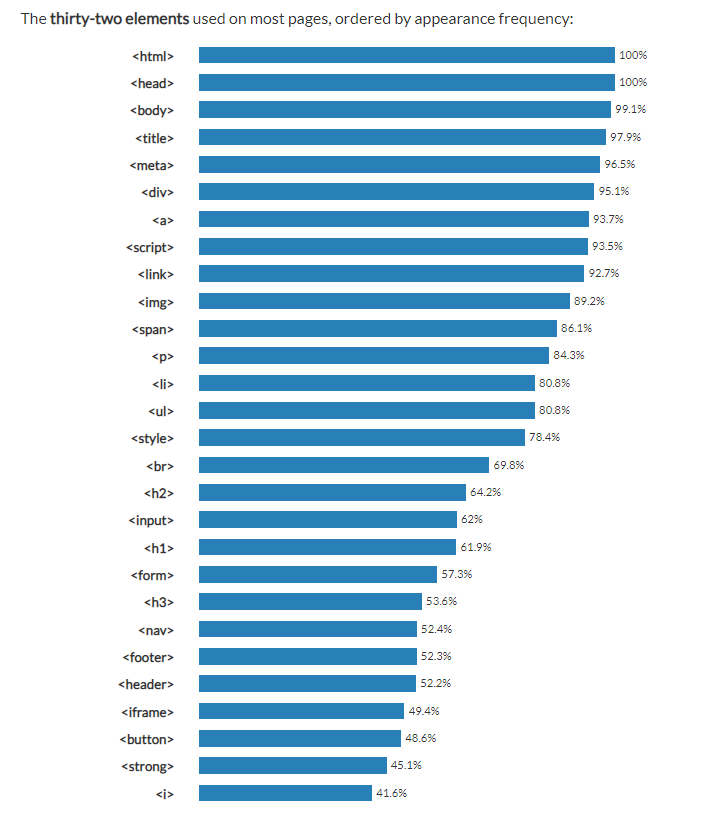 The thirty-two elements used on most pages, ordered by appearance frequency:
<html> 100%
<head> 100%
<body> 99.1%
<title> 97.9%
<meta> 96.5%
<div> 95.1%
<a> 93.7%
<script> 93.5%
<link> 92.7%
<img> 89.2%
<span> 86.1%
<p> 84.3%
<li> 80.8%
<ul> 80.8%
<style> 78.4%
<br> 69.8%
<h2> 64.2%
<input> 62%
<h1> 61.9%
<form> 57.3%
<h3> 53.6%
<nav> 52.4%
<footer> 52.3%
<header> 52.2%
<iframe> 49.4%
<button> 48.6%
<strong> 45.1%
<i> 41.6%